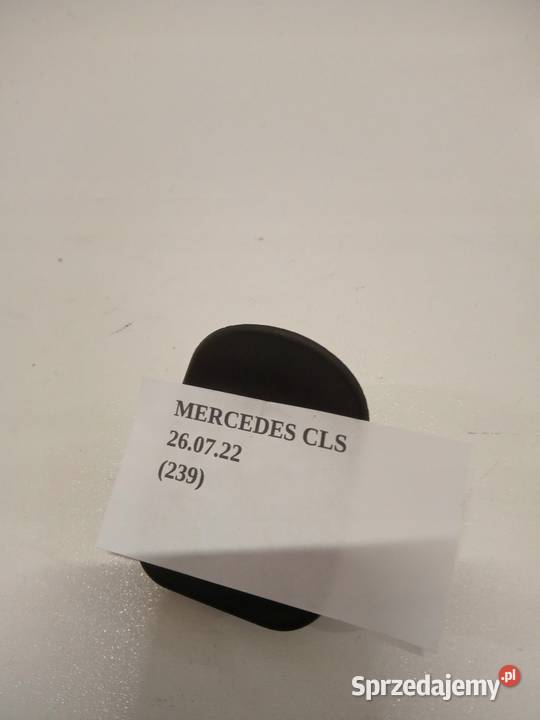 MERCEDES CLS
26.07.22
(239)
Sprzedajemy.pl